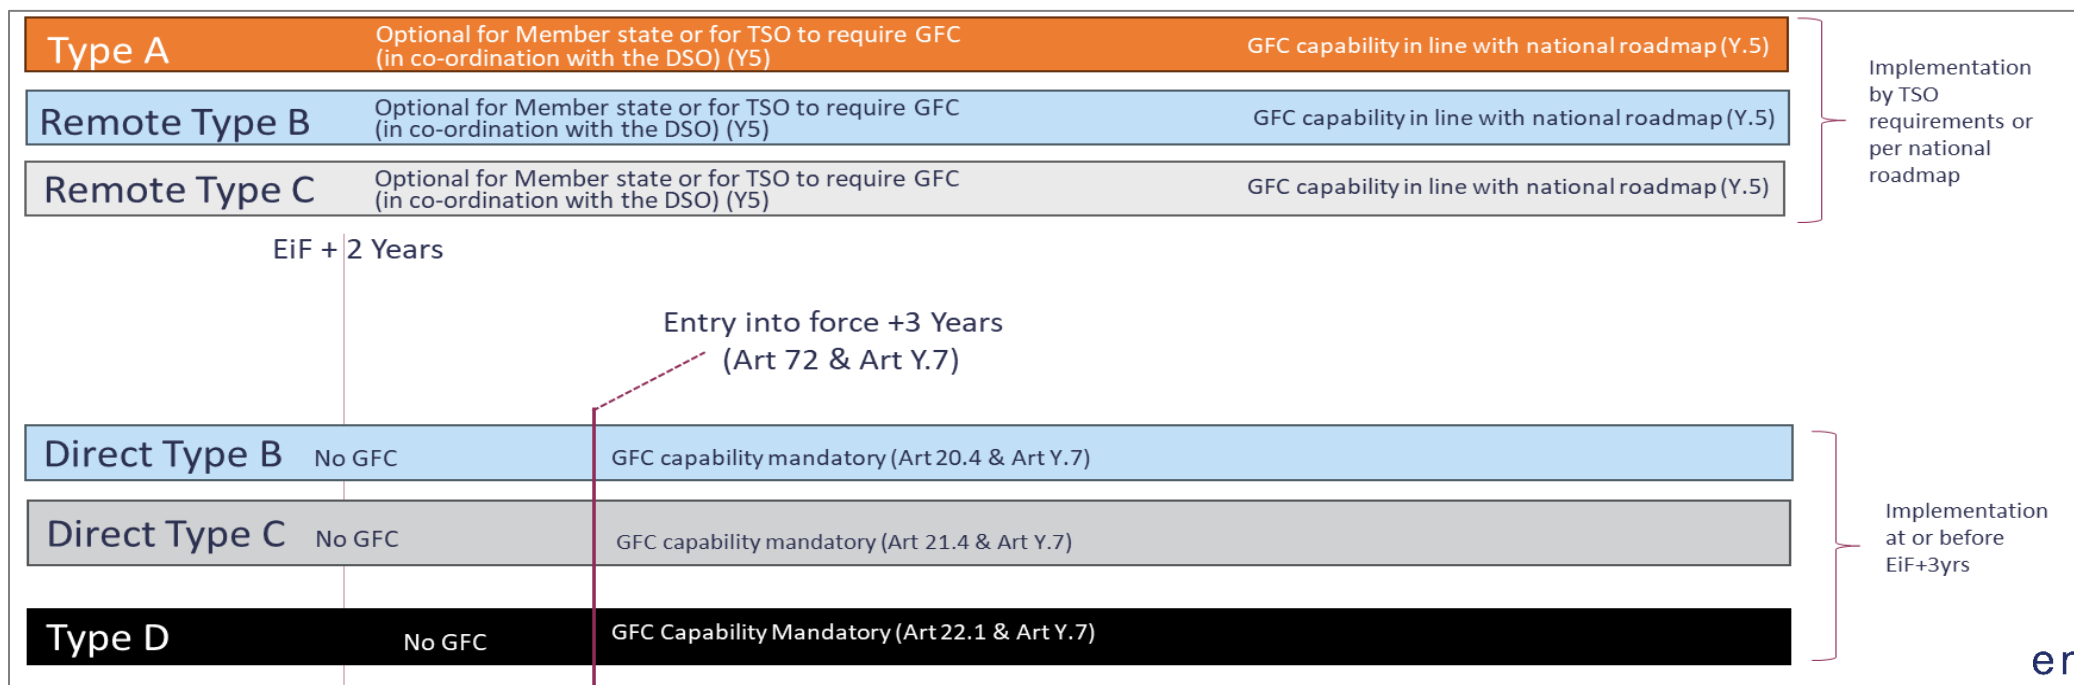 Type A
Optional for Member state or for TSO to require GFC
(in co-ordination with the DSO) (Y5)
GFC capability in line with national roadmap (Y.5)
Remote Type B
Optional for Member state or for TSO to require GFC
(in co-ordination with the DSO) (Y5)
GFC capability in line with national roadmap (Y.5)
Remote Type C
Optional for Member state or for TSO to require GFC
(in co-ordination with the DSO) (Y5)
GFC capability in line with national roadmap (Y.5)
Implementation
by TSO
requirements or
per national
roadmap
EiF + 2 Years
Entry into force +3 Years
(Art 72 & Art Y.7)
Direct Type B
No GFC
GFC capability mandatory (Art 20.4 & Art Y.7)
Direct Type C
No GFC
GFC capability mandatory (Art 21.4 & Art Y.7)
Type D
No GFC
GFC Capability Mandatory (Art 22.1 & Art Y.7)
Implementation
at or before
EiF+3yrs